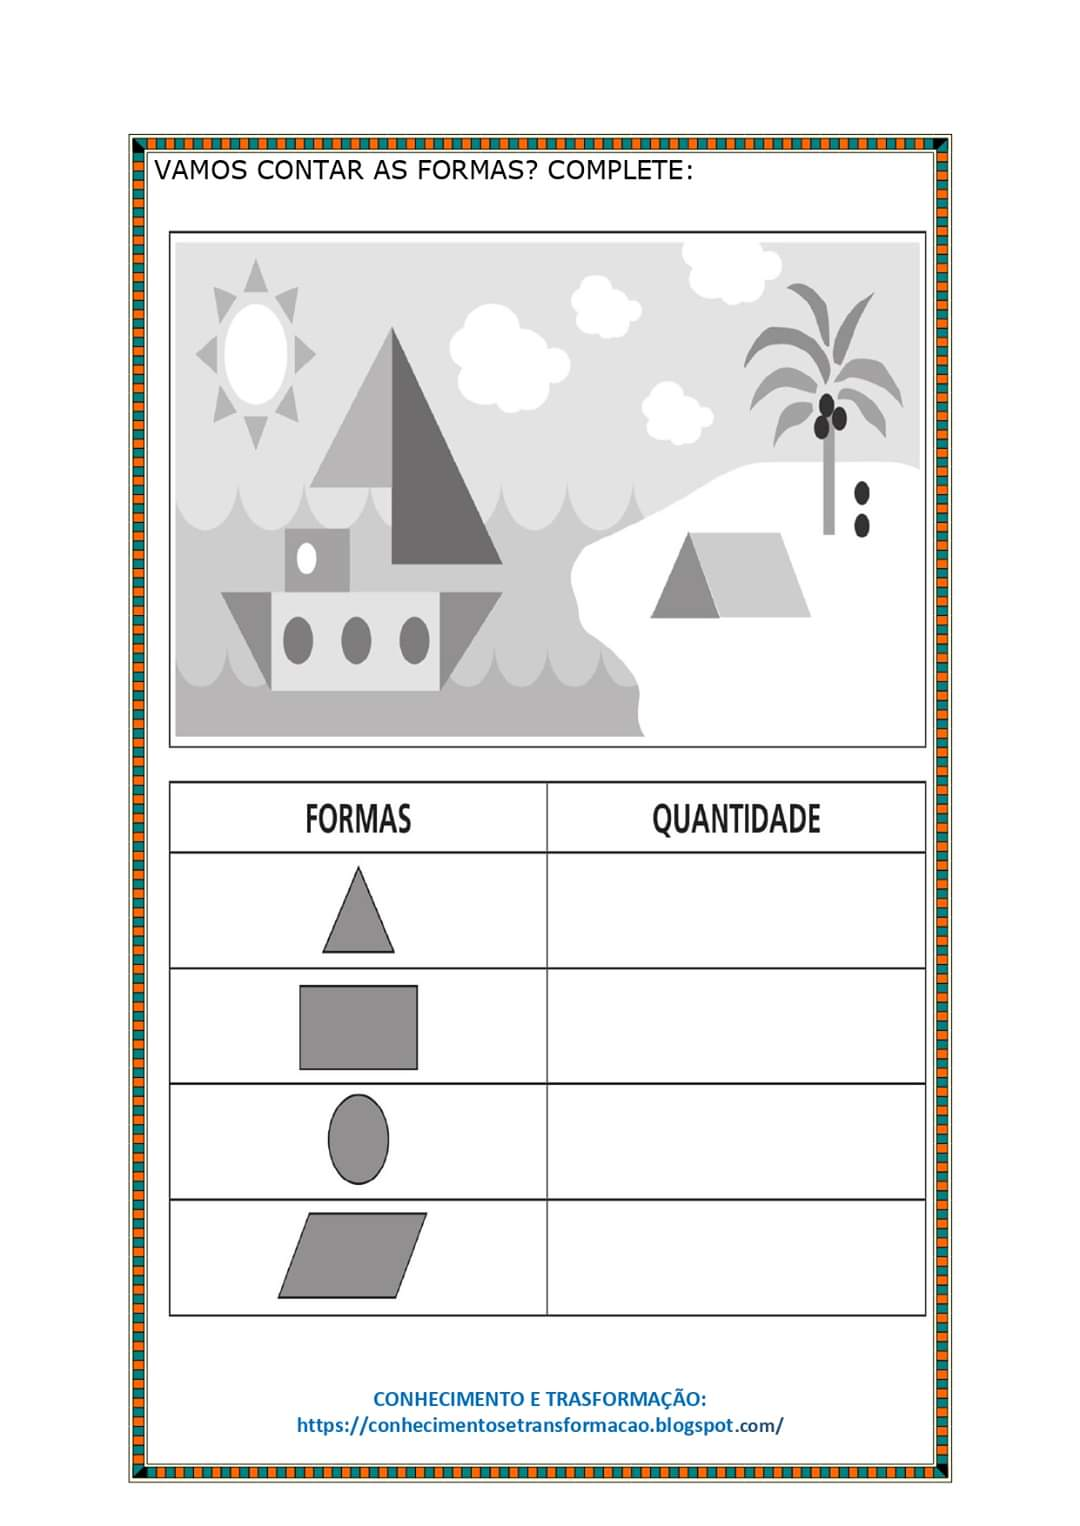 VAMOS CONTAR AS FORMAS? COMPLETE:
FORMAS
QUANTIDADE
CONHECIMENTO E TRASFORMAÇÃO:
https://conhecimentosetransformacao.blogspot.com/